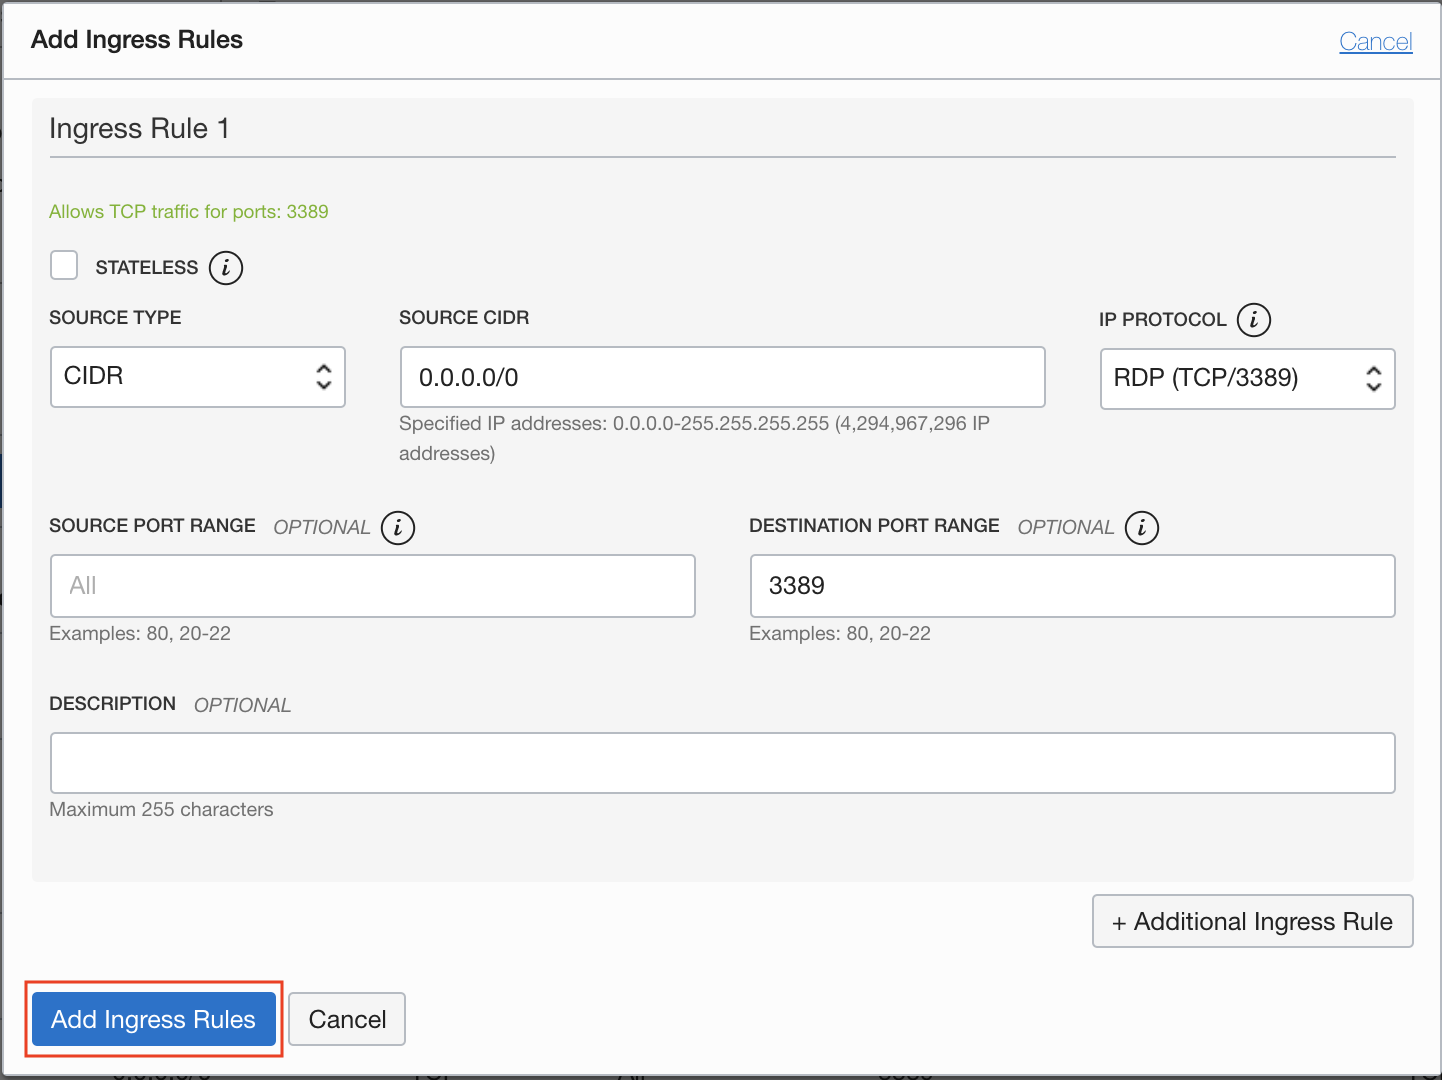 Add Ingress Rules
Cancel
Ingress Rule 1
Allows TCP traffic for ports: 3389
STATELESS i
SOURCE TYPE
SOURCE CIDR
IP PROTOCOL i
CIDR
0.0.0.0/0
RDP (TCP/3389)
Specified IP addresses: 0.0.0.0-255.255.255.255 (4,294,967,296 IP
addresses)
SOURCE PORT RANGE OPTIONAL i
DESTINATION PORT RANGE OPTIONAL i
All
3389
Examples: 80, 20-22
Examples: 80, 20-22
DESCRIPTION OPTIONAL
Maximum 255 characters
+ Additional Ingress Rule
Add Ingress Rules
Cancel